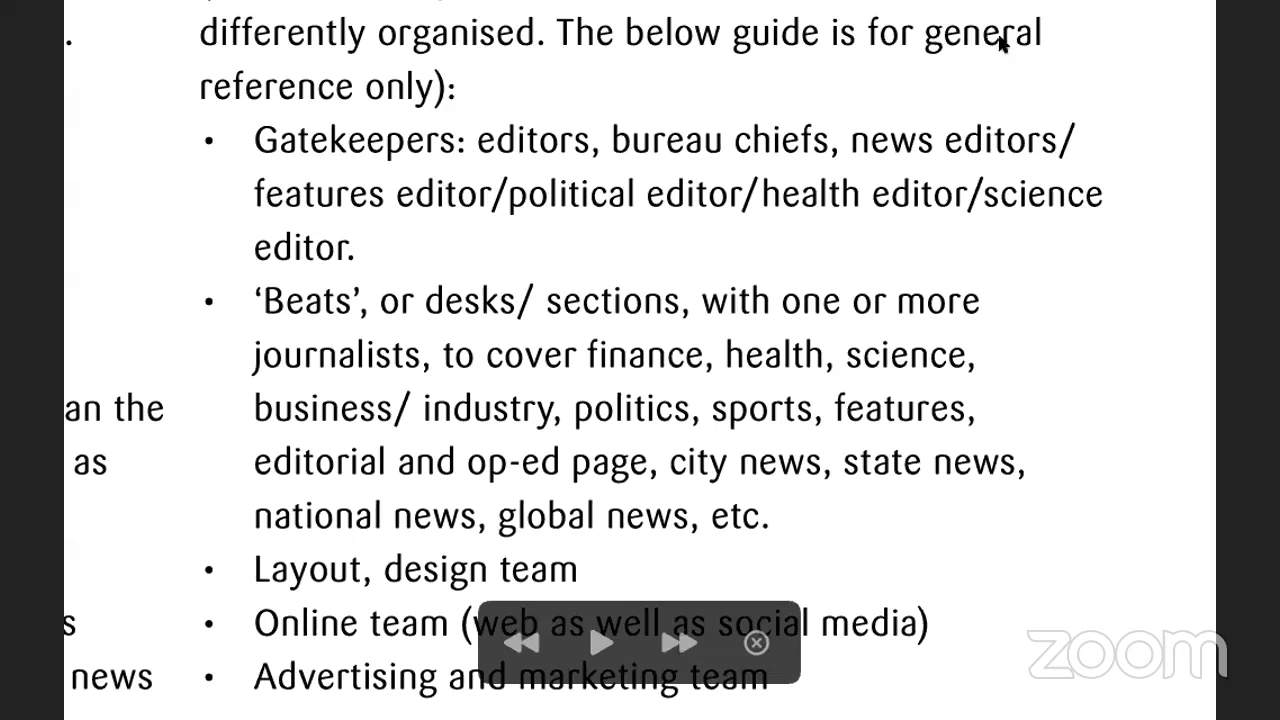 .
an the
as
s
news
differently organised. The below guide is for general
reference only):
• Gatekeepers: editors, bureau chiefs, news editors/
features editor/political editor/health editor/science
editor.
• ‘Beats’, or desks/ sections, with one or more
journalists, to cover finance, health, science,
business/ industry, politics, sports, features,
editorial and op-ed page, city news, state news,
national news, global news, etc.
• Layout, design team
• Online team (web as well as social media)
• Advertising and marketing team
zoom